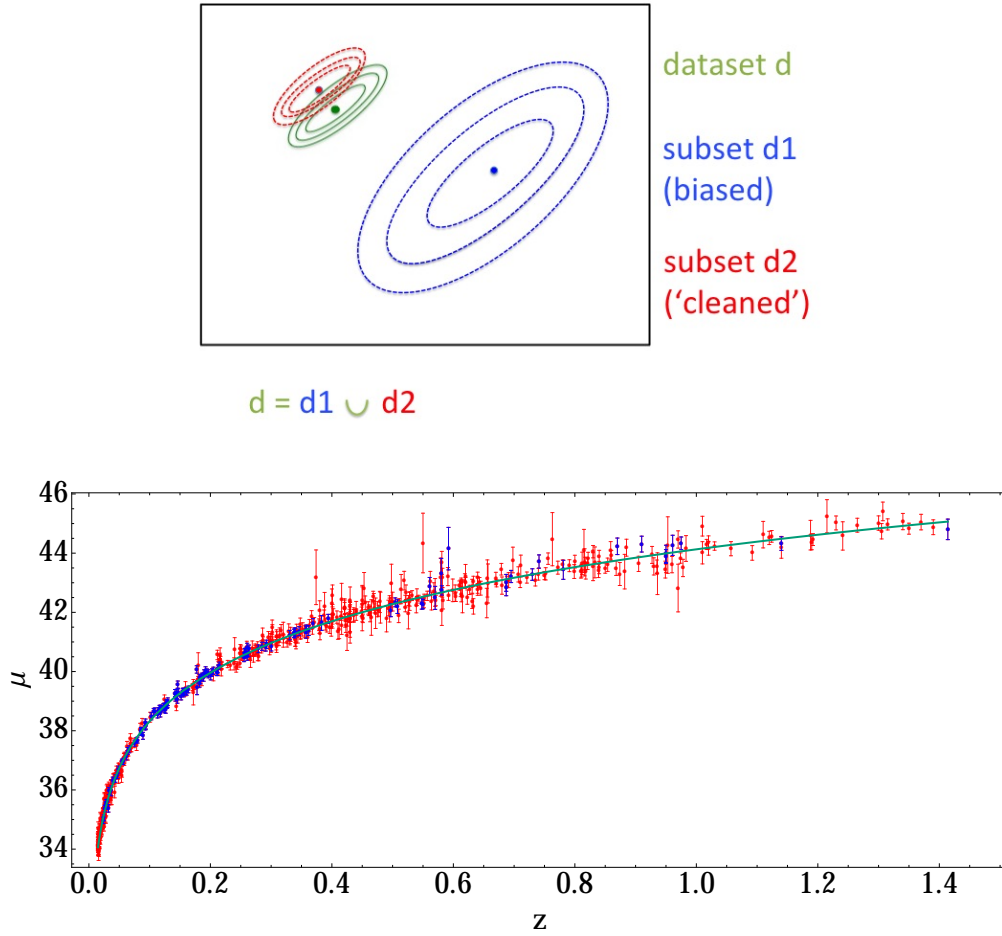 dataset d
subset d1
(biased)
subset d2
(‘cleaned’)
d = d1 ∪ d2
46
44
42
40
38
36
34
μ
0.0 0.2 0.4 0.6 0.8 1.0 1.2 1.4
z